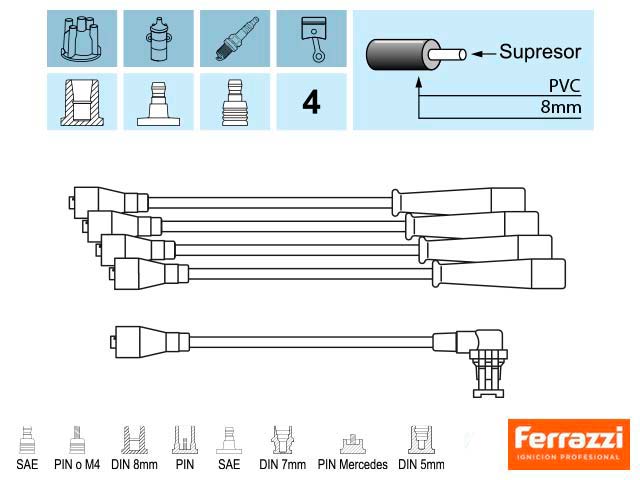 Supresor
PVC
4
8mm
SAE PIN o M4 DIN 8mm PIN SAE DIN 7mm PIN Mercedes DIN 5mm
Ferrazzi
IGNICION PROFESIONAL